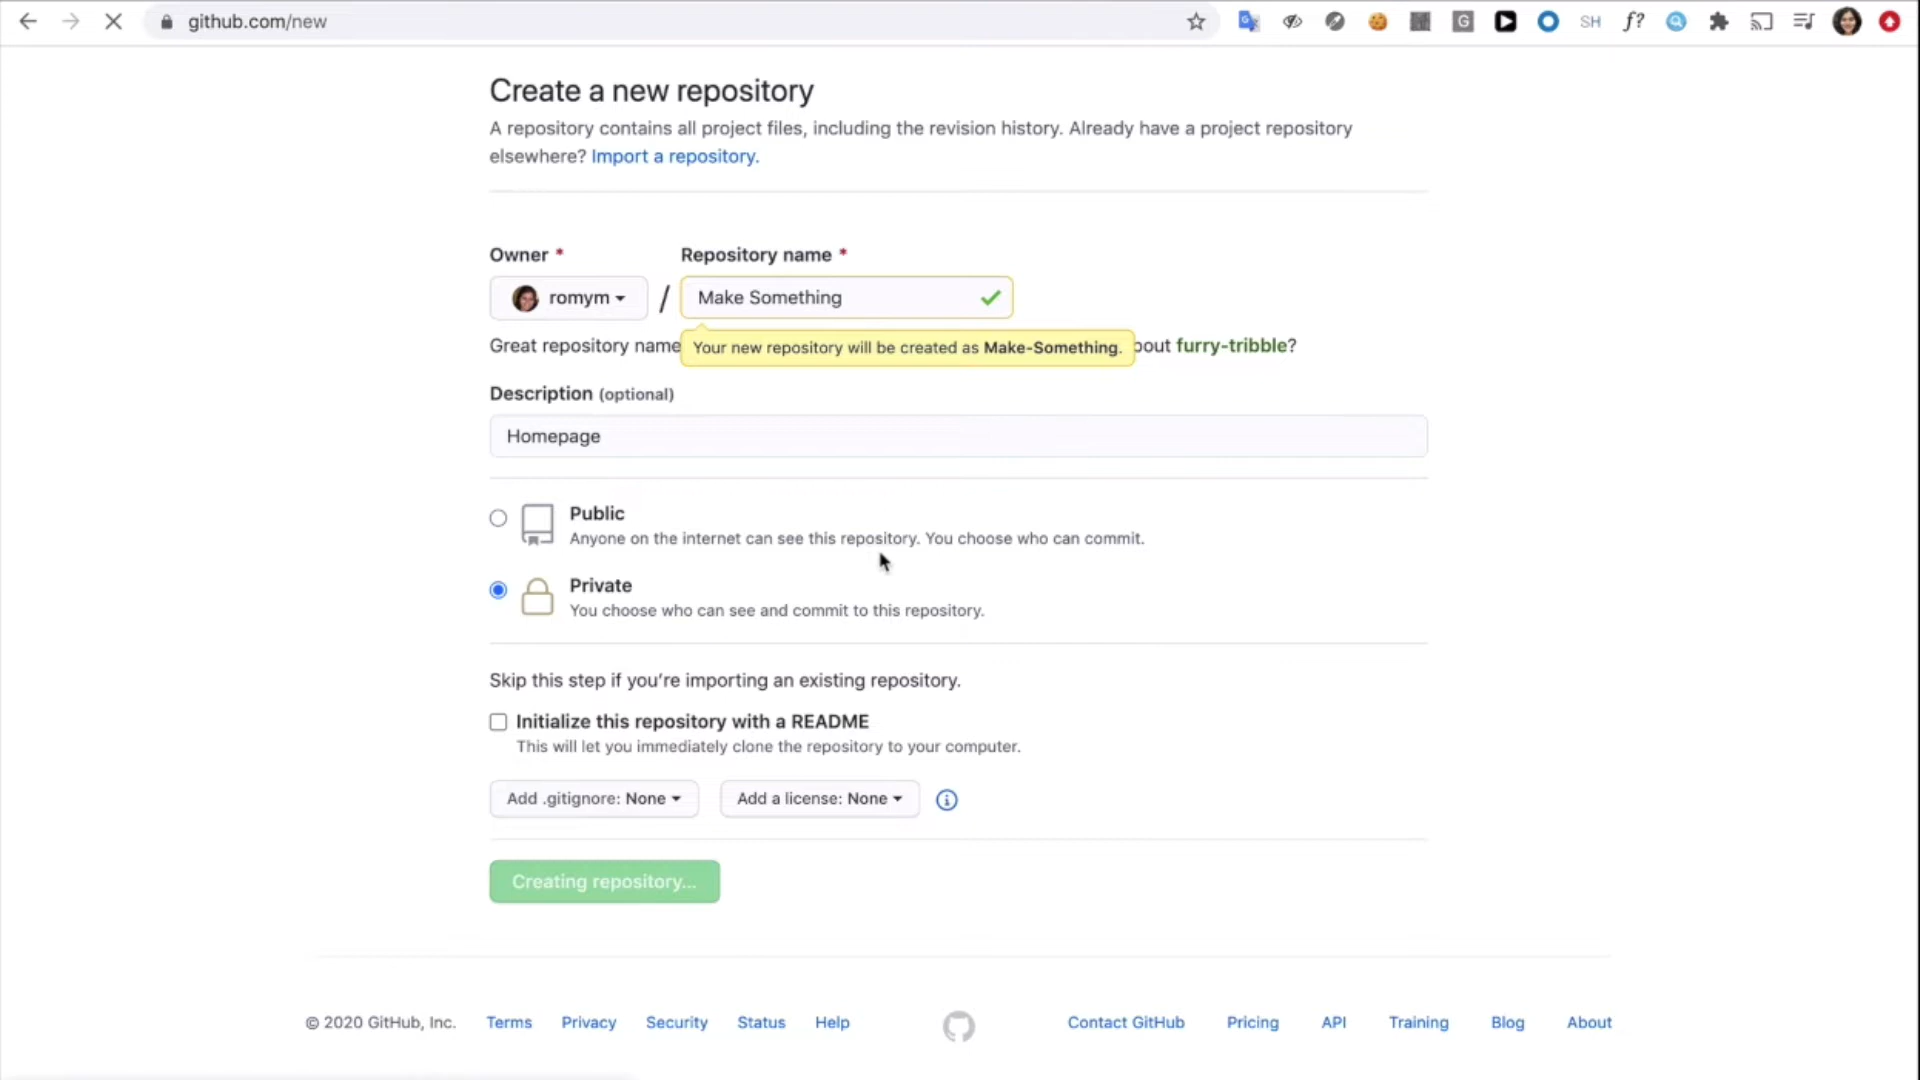 github.com/new
G
SH
f?
Create a new repository
A repository contains all project files, including the revision history. Already have a project repository
elsewhere? Import a repository.
Owner *
Repository name *
romym
/
Make Something
Great repository name
Your new repository will be created as Make-Something.
bout furry-tribble?
Description (optional)
Homepage
Public
Anyone on the internet can see this repository. You choose who can commit.
Private
You choose who can see and commit to this repository.
Skip this step if you're importing an existing repository.
Initialize this repository with a README
This will let you immediately clone the repository to your computer.
Add .gitignore: None
Add a license: None
Creating repository...
© 2020 GitHub, Inc.
Terms
Privacy
Security
Status
Help
Contact GitHub
Pricing
API
Training
Blog
About